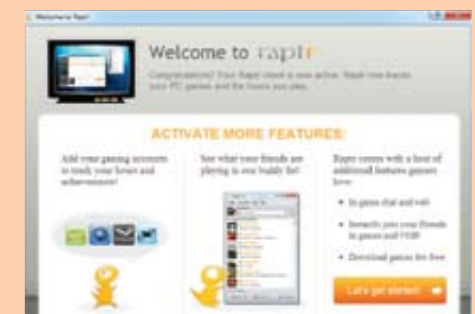 Welcome to Raptr
Welcome to raptr
Congratulations! Your Raptr client is now active. Raptr now tracks
your PC games and the hours you play.
ACTIVATE MORE FEATURES:
Add your gaming accounts
to track your hours and
achievements!
See what your friends are
playing in our buddy list!
Raptr comes with a host of
additional features gamers
love:
• In game chat and web
• Instantly join your friends
in games and
• Download games for free
Let's get started!